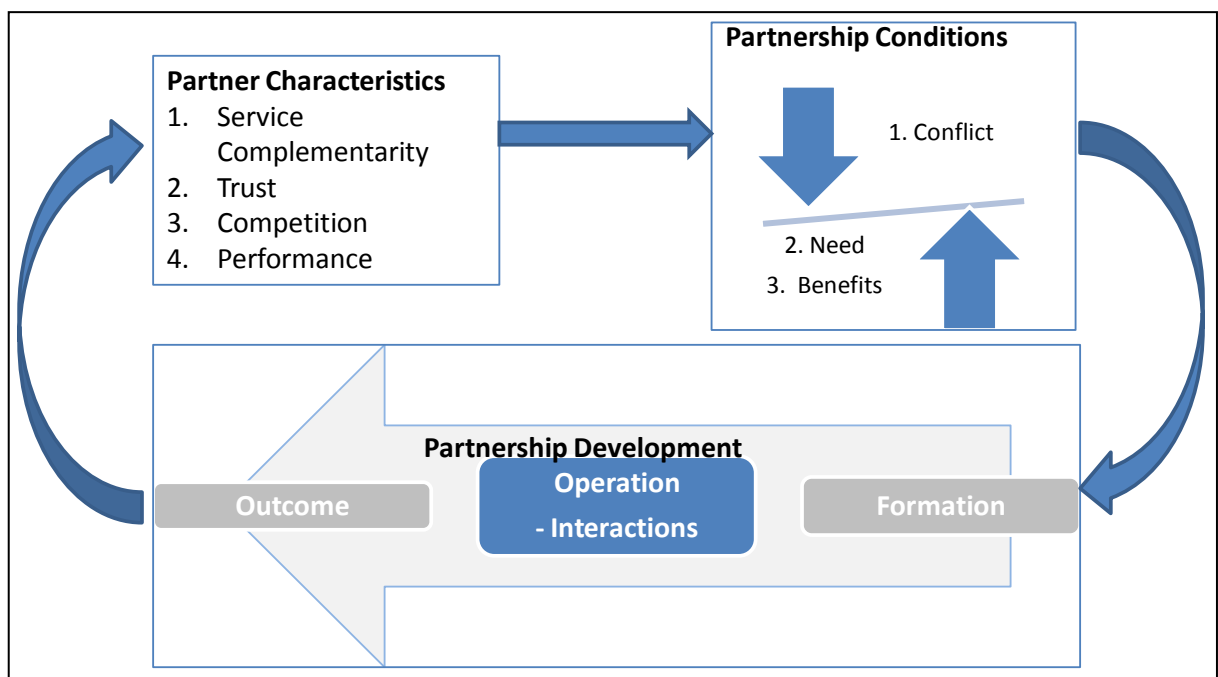 Partner Characteristics
1. Service
Complementarity
2. Trust
3. Competition
4. Performance
Partnership Conditions
1. Conflict
2. Need
3. Benefits
Partnership Development
Outcome
Operation
- Interactions
Formation